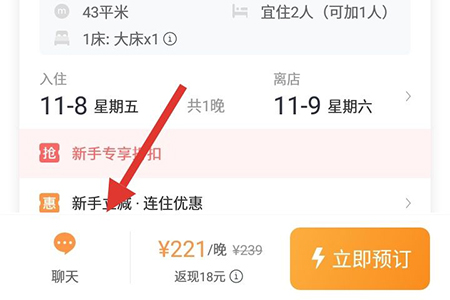 43平米
宜住2人（可加1人）
1床: 大床x1
入住
离店
11-8 星期五
共1晚
11-9 星期六
抢 新手专享折扣
惠 新手立减 · 连住优惠
聊天
¥221/晚 ¥239
返现18元
立即预订